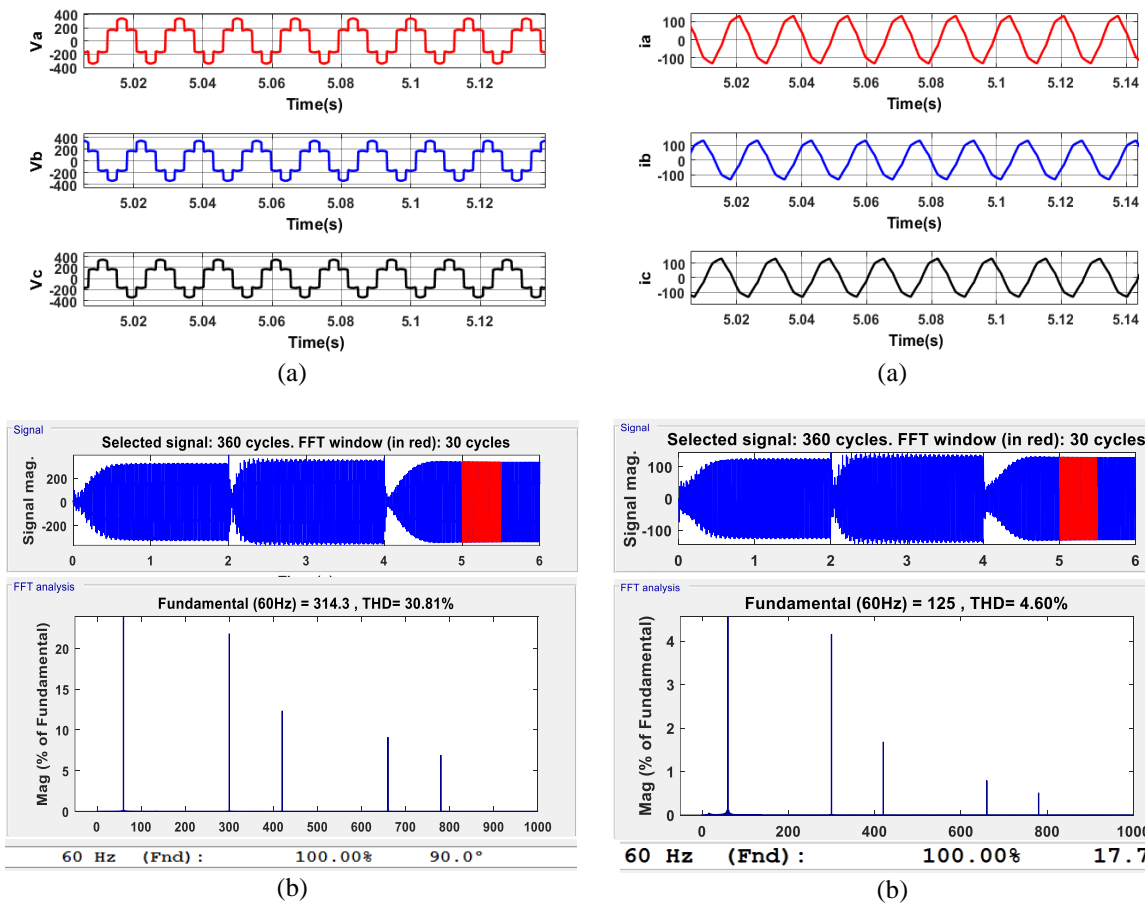 400
200
0
-200
-400
Va
5.02 5.04 5.06 5.08 5.1 5.12
Time(s)
400
200
0
-200
-400
Vb
5.02 5.04 5.06 5.08 5.1 5.12
Time(s)
400
200
0
-200
-400
Vc
5.02 5.04 5.06 5.08 5.1 5.12
Time(s)
(a)
100
0
-100
ia
5.02 5.04 5.06 5.08 5.1 5.12 5.14
Time(s)
100
0
-100
ib
5.02 5.04 5.06 5.08 5.1 5.12 5.14
Time(s)
100
0
-100
ic
5.02 5.04 5.06 5.08 5.1 5.12 5.14
Time(s)
(a)
Signal
Selected signal: 360 cycles. FFT window (in red): 30 cycles
Signal mag.
200
0
-200
0 1 2 3 4 5 6
FFT analysis
Fundamental (60Hz) = 314.3 , THD= 30.81%
Mag (% of Fundamental)
20
15
10
5
0
0 100 200 300 400 500 600 700 800 900 1000
60 Hz (Fnd): 100.00% 90.0°
(b)
Signal
Selected signal: 360 cycles. FFT window (in red): 30 cycles
Signal mag.
100
0
-100
0 1 2 3 4 5 6
FFT analysis
Fundamental (60Hz) = 125 , THD= 4.60%
Mag (% of Fundamental)
4
3
2
1
0
0 200 400 600 800 1000
60 Hz (Fnd): 100.00% 17.7
(b)